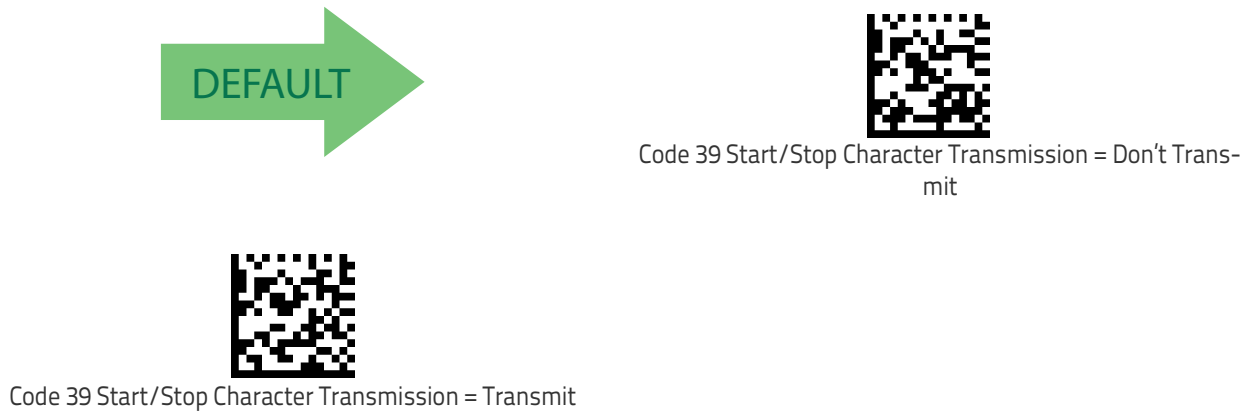 DEFAULT
Code 39 Start/Stop Character Transmission = Don't Trans-
mit
Code 39 Start/Stop Character Transmission = Transmit